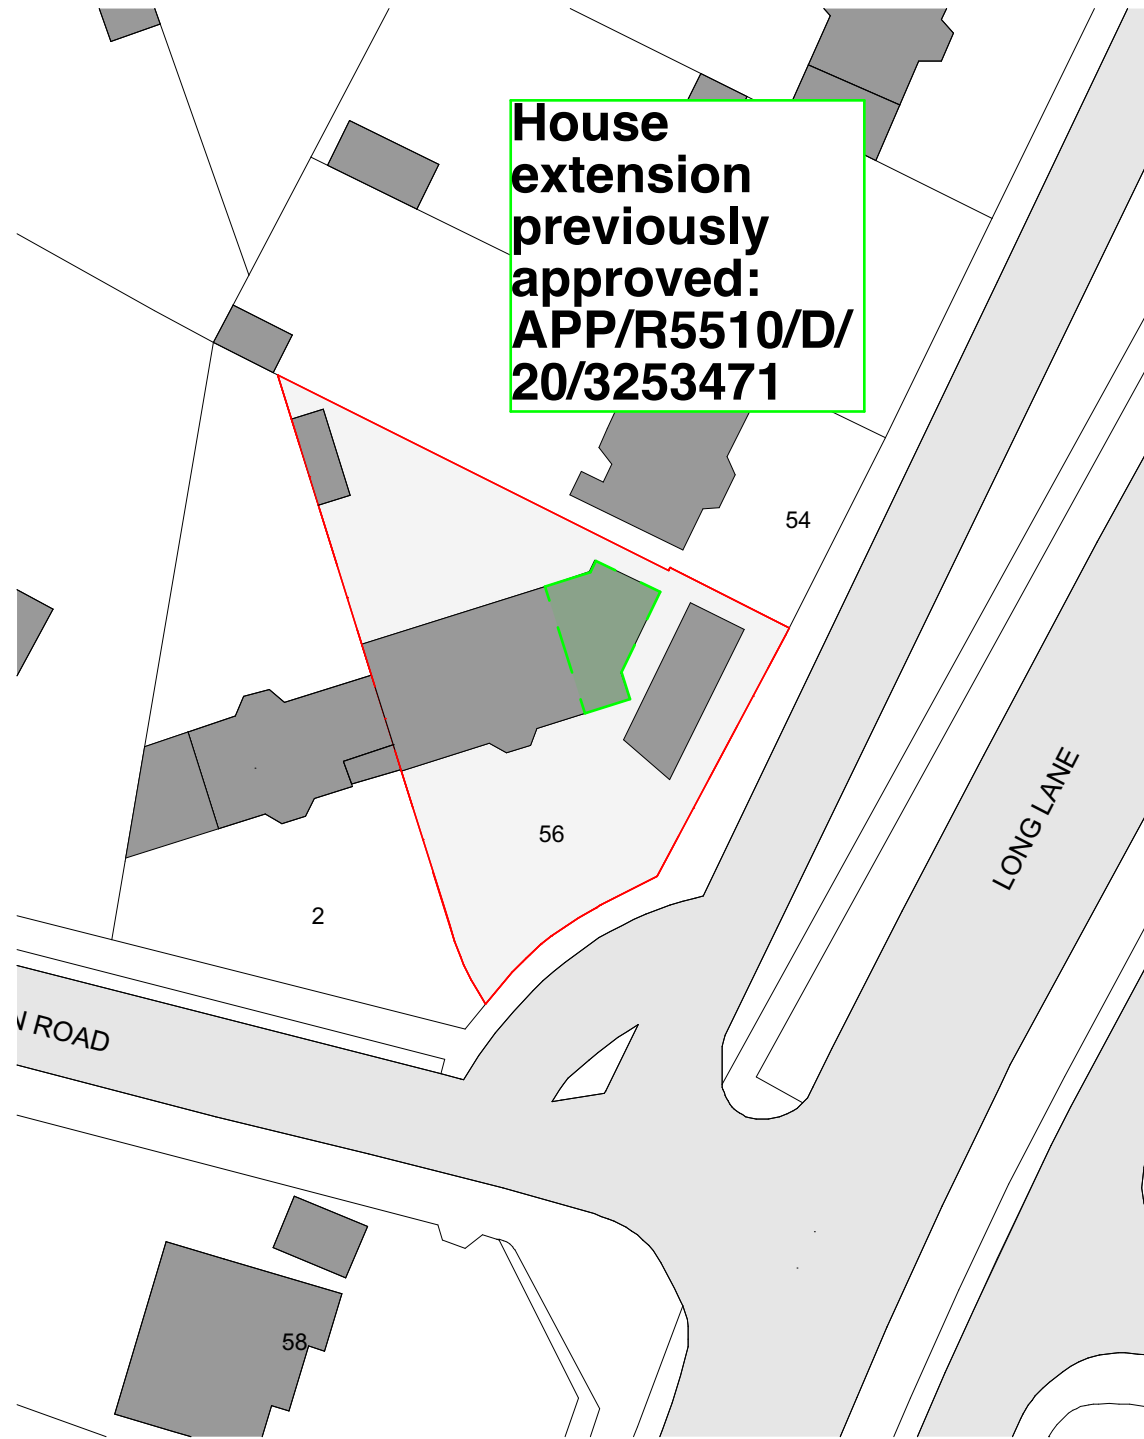 House
extension
previously
approved:
APP/R5510/D/
20/3253471
54
56
2
LONG LANE
ROAD
58